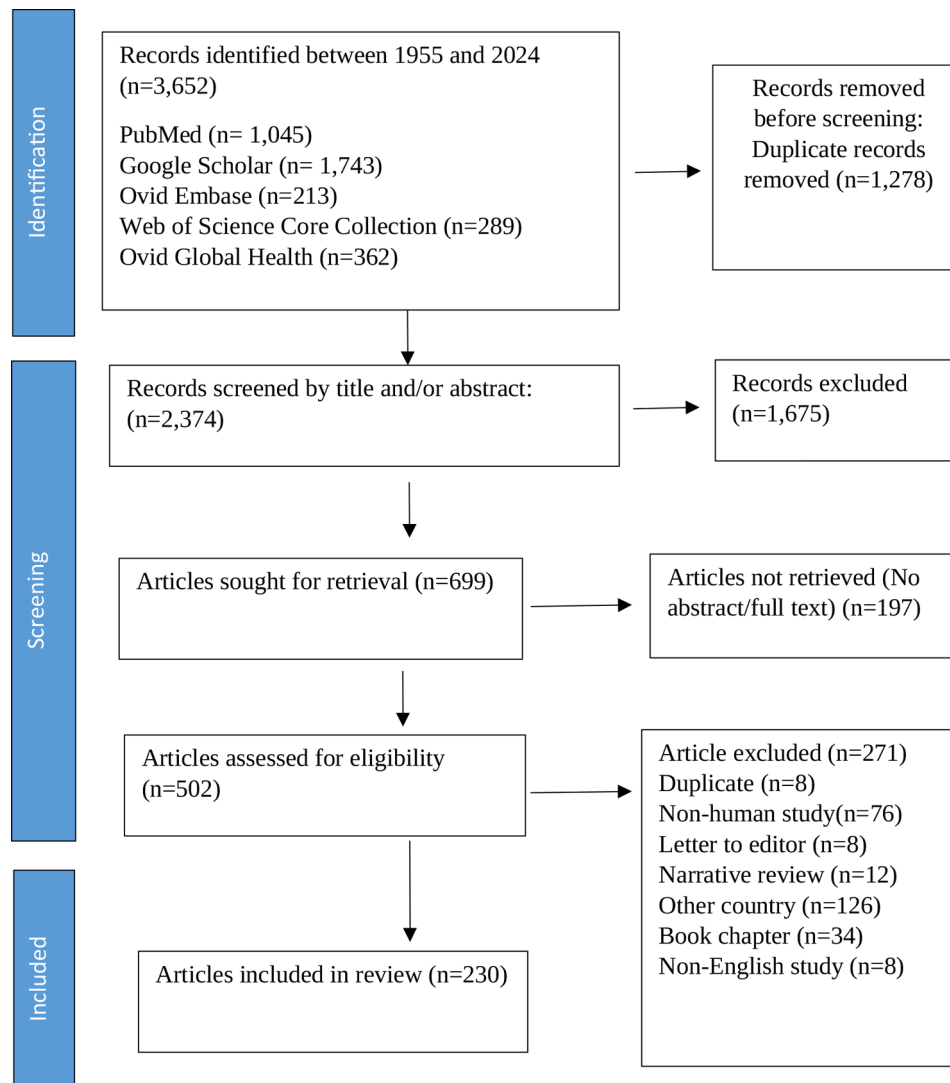 Identification
Records identified between 1955 and 2024
(n=3,652)
PubMed (n= 1,045)
Google Scholar (n= 1,743)
Ovid Embase (n=213)
Web of Science Core Collection (n=289)
Ovid Global Health (n=362)
Records removed
before screening:
Duplicate records
removed (n=1,278)
Screening
Records screened by title and/or abstract:
(n=2,374)
Records excluded
(n=1,675)
Articles sought for retrieval (n=699)
Articles not retrieved (No
abstract/full text) (n=197)
Articles assessed for eligibility
(n=502)
Article excluded (n=271)
Duplicate (n=8)
Non-human study(n=76)
Letter to editor (n=8)
Narrative review (n=12)
Other country (n=126)
Book chapter (n=34)
Non-English study (n=8)
Included
Articles included in review (n=230)